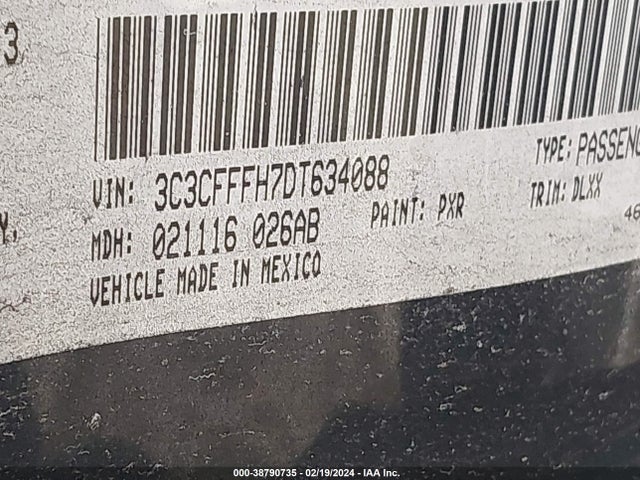 3
VIN: 3C3CFFFH7DT634088
TYPE: PASSENG
Y,
MDH: 021116 026AB
PAINT: PXR
TRIM: DLXX
46
VEHICLE MADE IN MEXICO
000-38790735 - 02/19/2024 - IAA Inc.